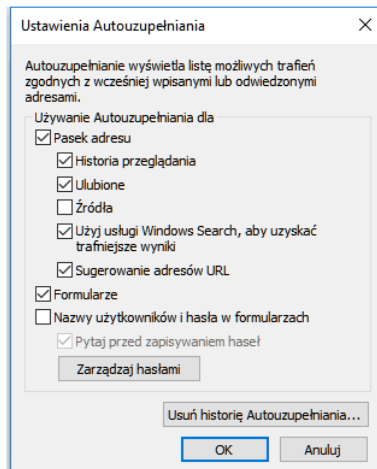 Ustawienia Autouzupełniania
Autouzupełnianie wyświetla listę możliwych trafień
zgodnych z wcześniej wpisanymi lub odwiedzonymi
adresami.
Używanie Autouzupełniania dla
Pasek adresu
Historia przeglądania
Ulubione
Źródła
Użyj usługi Windows Search, aby uzyskać
trafniejsze wyniki
Sugerowanie adresów URL
Formularze
Nazwy użytkowników i hasła w formularzach
Pytaj przed zapisywaniem haseł
Zarządzaj hasłami
Usuń historię Autouzupełniania...
OK Anuluj